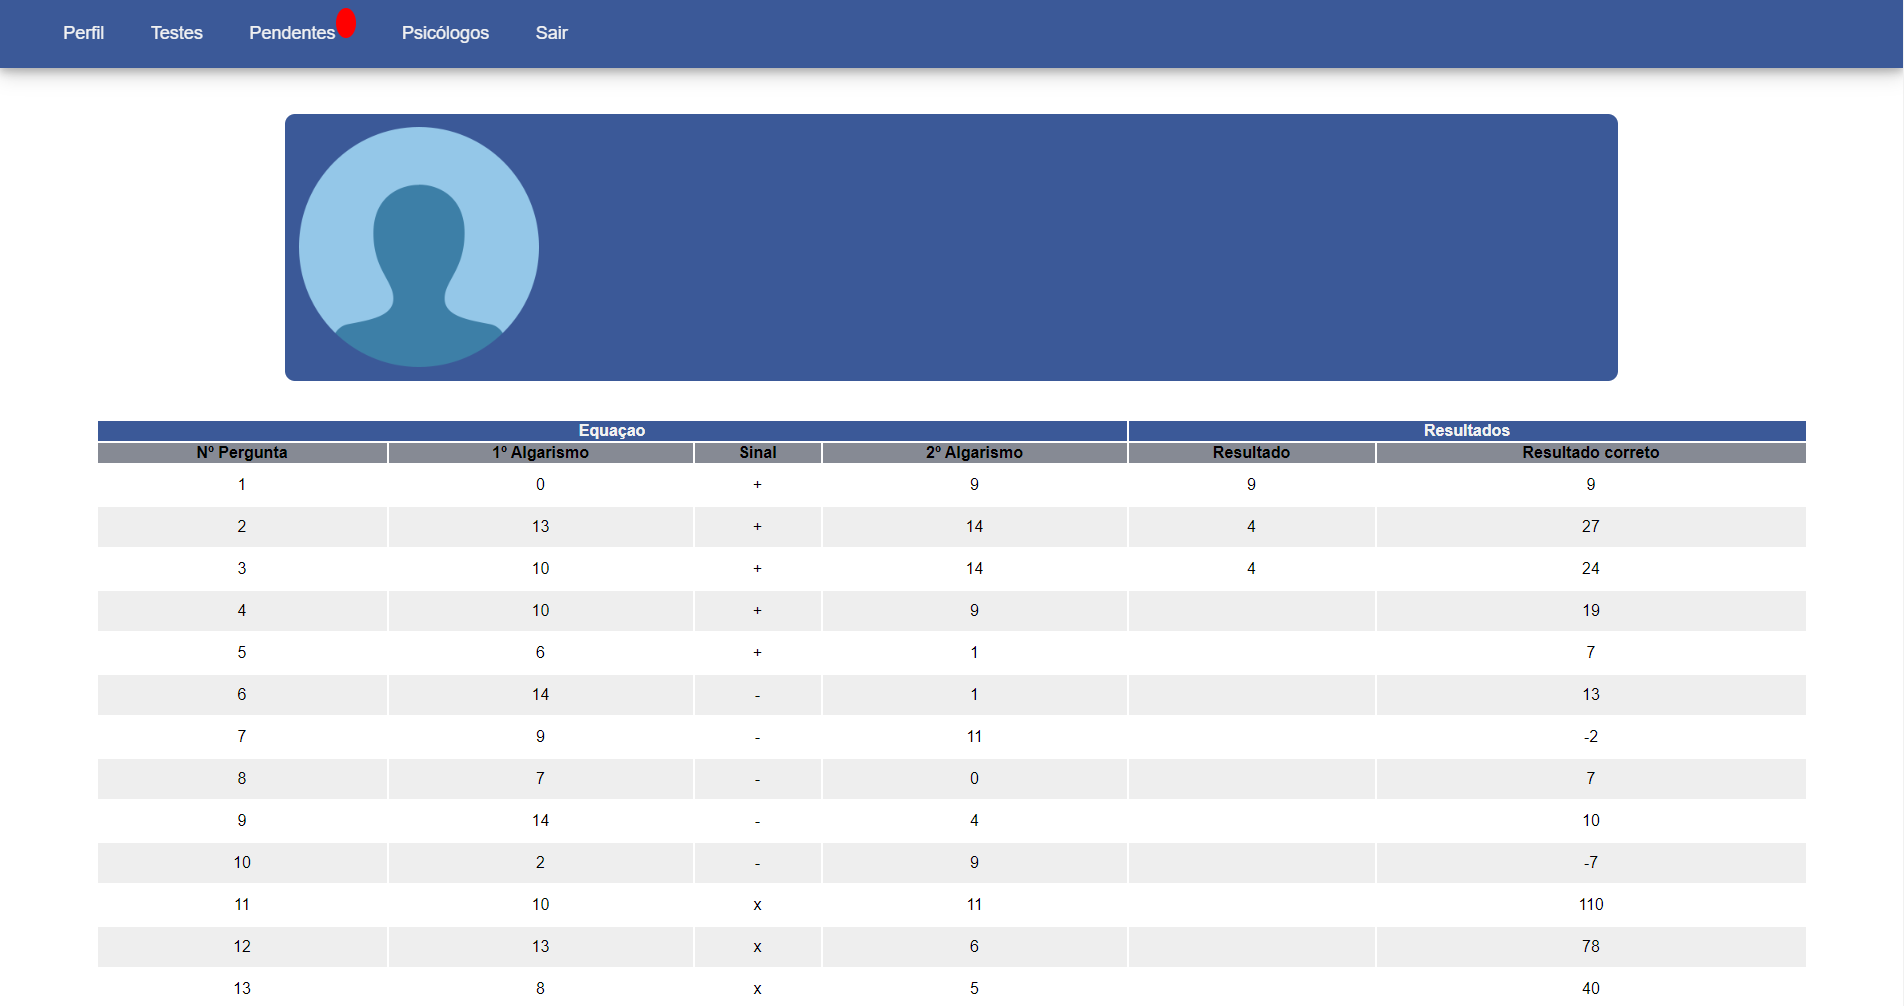 Perfil Testes Pendentes Psicólogos Sair
Equaçao Resultados
Nº Pergunta 1º Algarismo Sinal 2º Algarismo Resultado Resultado correto
1 0 + 9 9 9
2 13 + 14 4 27
3 10 + 14 4 24
4 10 + 9 19
5 6 + 1 7
6 14 - 1 13
7 9 - 11 -2
8 7 - 0 7
9 14 - 4 10
10 2 - 9 -7
11 10 x 11 110
12 13 x 6 78
13 8 x 5 40